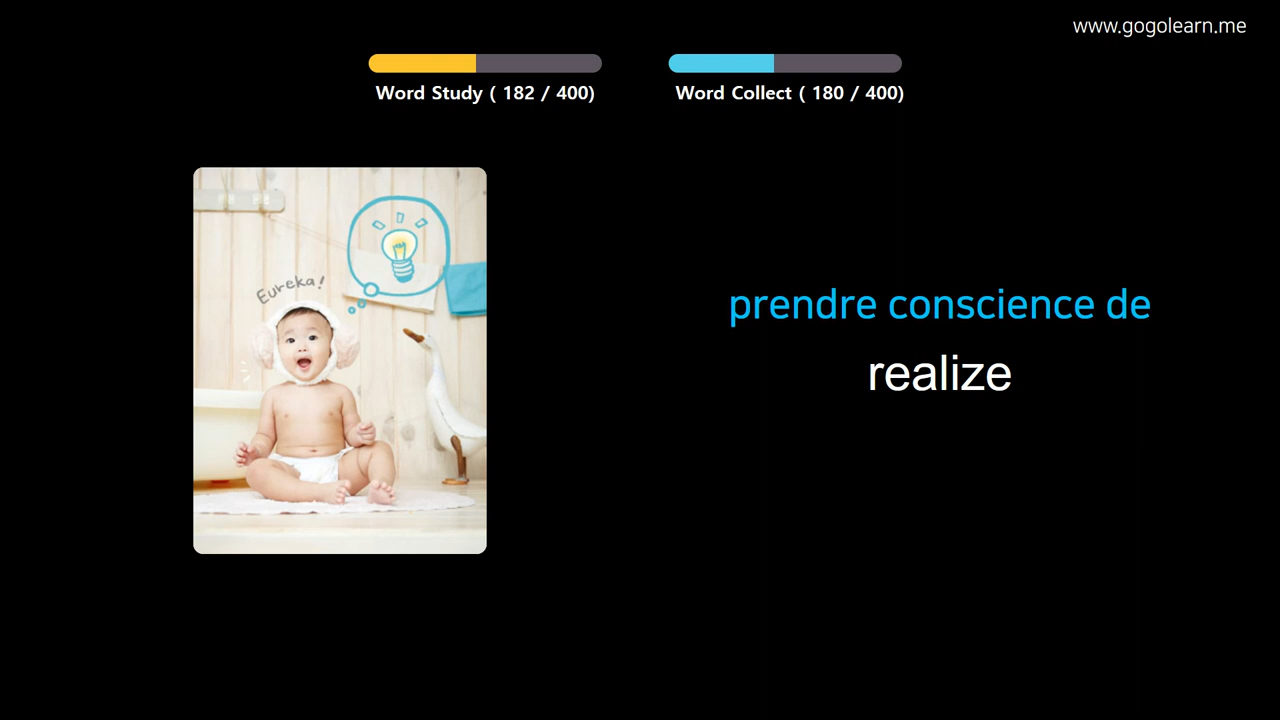 www.gogolearn.me
Word Study ( 182 / 400)
Word Collect ( 180 / 400)
Eureka!
prendre conscience de
realize